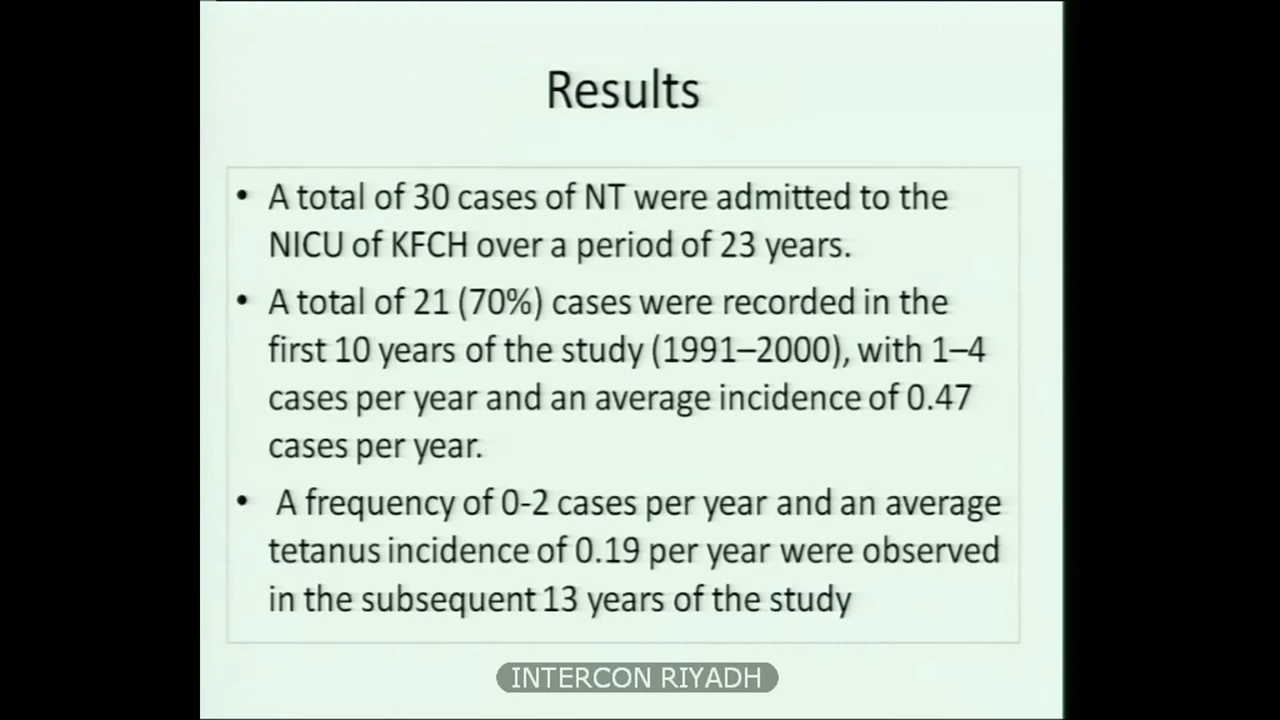 Results
• A total of 30 cases of NT were admitted to the
NICU of KFCH over a period of 23 years.
• A total of 21 (70%) cases were recorded in the
first 10 years of the study (1991–2000), with 1–4
cases per year and an average incidence of 0.47
cases per year.
• A frequency of 0-2 cases per year and an average
tetanus incidence of 0.19 per year were observed
in the subsequent 13 years of the study
INTERCON RIYADH